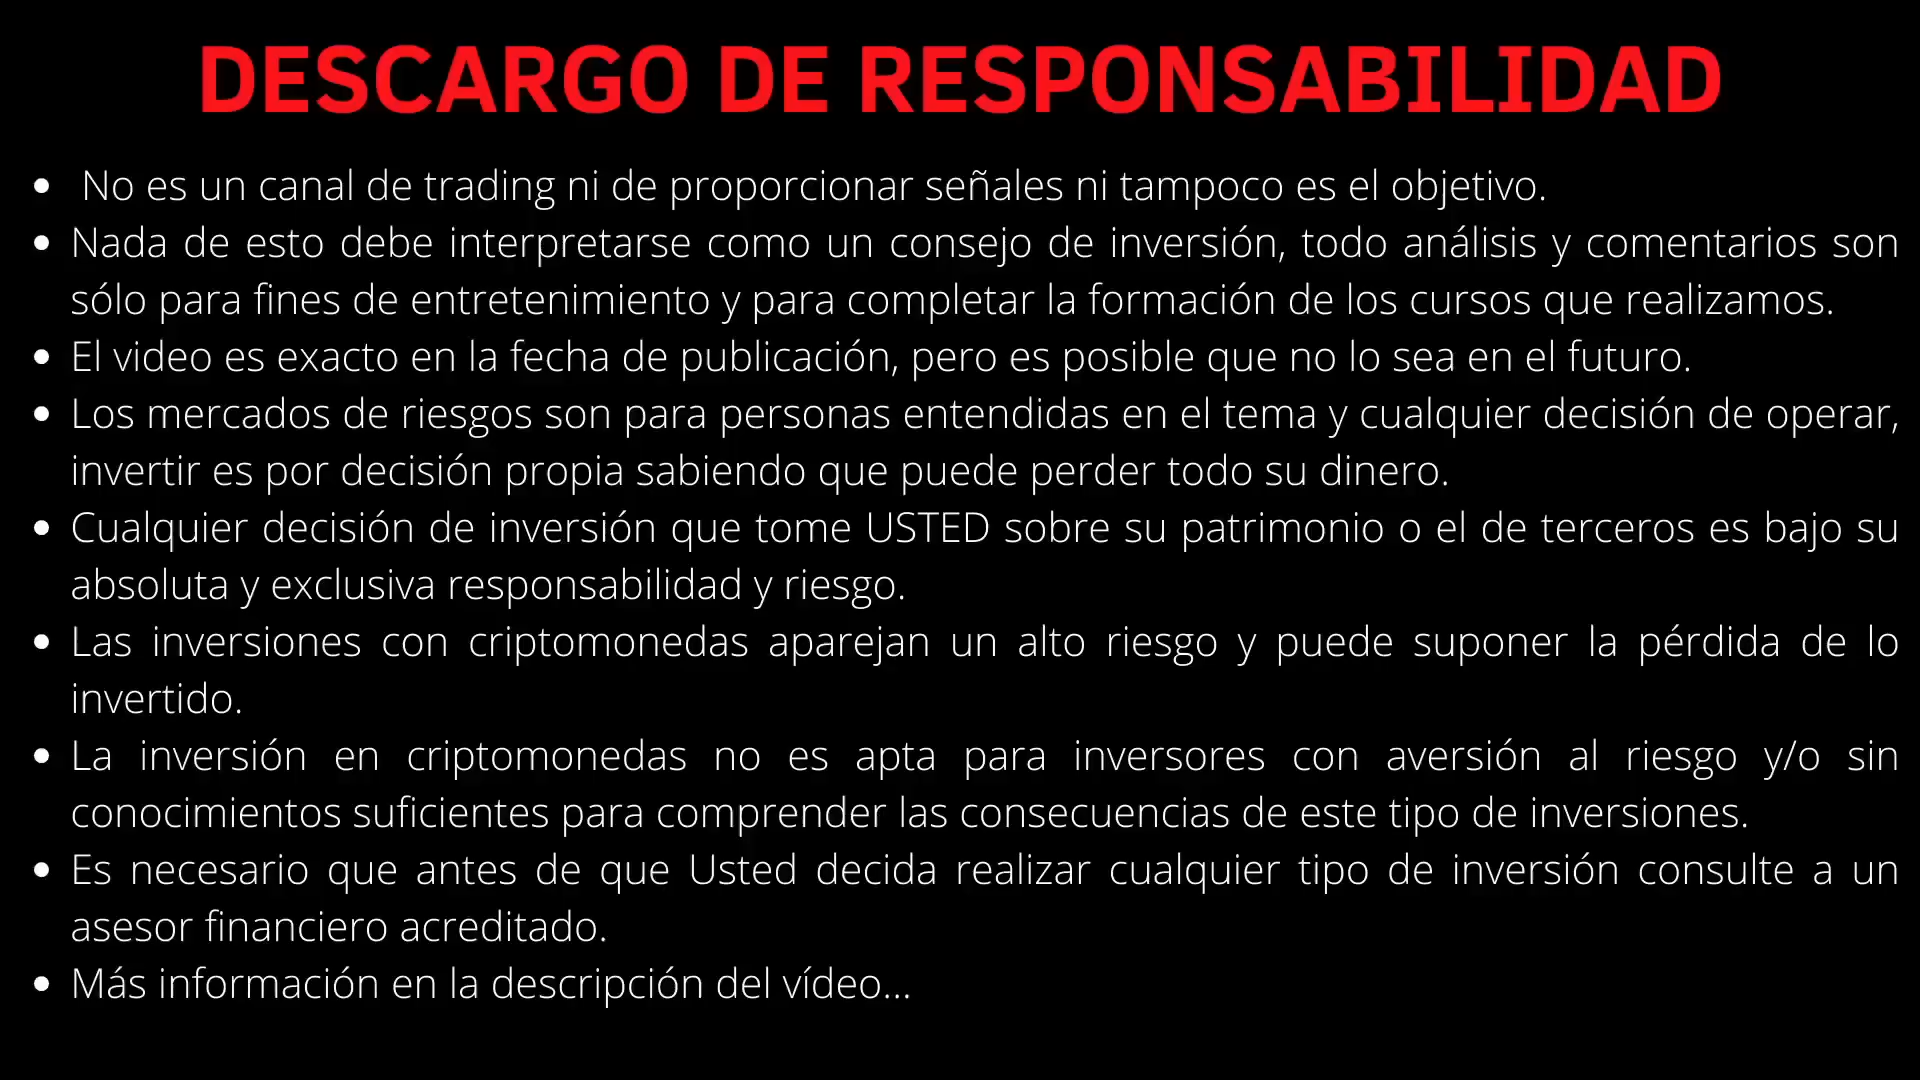 DESCARGO DE RESPONSABILIDAD
• No es un canal de trading ni de proporcionar señales ni tampoco es el objetivo.
• Nada de esto debe interpretarse como un consejo de inversión, todo análisis y comentarios son
sólo para fines de entretenimiento y para completar la formación de los cursos que realizamos.
• El video es exacto en la fecha de publicación, pero es posible que no lo sea en el futuro.
• Los mercados de riesgos son para personas entendidas en el tema y cualquier decisión de operar,
invertir es por decisión propia sabiendo que puede perder todo su dinero.
• Cualquier decisión de inversión que tome USTED sobre su patrimonio o el de terceros es bajo su
absoluta y exclusiva responsabilidad y riesgo.
• Las inversiones con criptomonedas aparejan un alto riesgo y puede suponer la pérdida de lo
invertido.
• La inversión en criptomonedas no es apta para inversores con aversión al riesgo y/o sin
conocimientos suficientes para comprender las consecuencias de este tipo de inversiones.
• Es necesario que antes de que Usted decida realizar cualquier tipo de inversión consulte a un
asesor financiero acreditado.
• Más información en la descripción del vídeo...